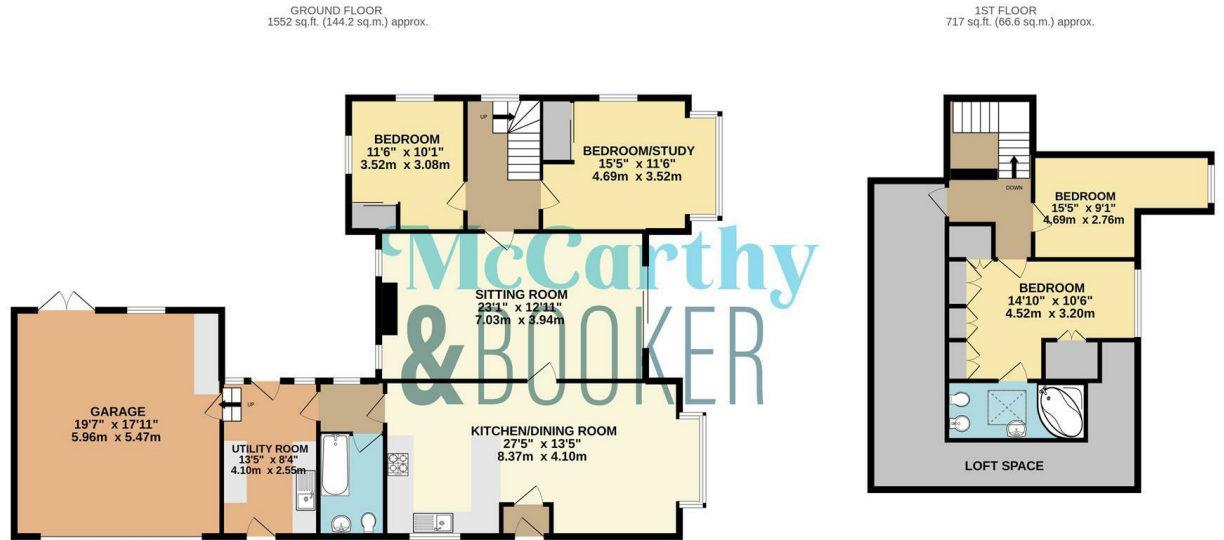 GROUND FLOOR
1552 sq.ft. (144.2 sq.m.) approx.
1ST FLOOR
717 sq.ft. (66.6 sq.m.) approx.
UP
BEDROOM
11'6" x 10'1"
3.52m x 3.08m
BEDROOM/STUDY
15'5" x 11'6"
4.69m x 3.52m
McCarthy
& BOOKER
SITTING ROOM
23'1" x 12'11"
7.03m x 3.94m
GARAGE
19'7" x 17'11"
5.96m x 5.47m
UP
UTILITY ROOM
13'5" x 8'4"
4.10m x 2.55m
KITCHEN/DINING ROOM
27'5" x 13'5"
8.37m x 4.10m
DOWN
BEDROOM
15'5" x 9'1"
4.69m x 2.76m
BEDROOM
14'10" x 10'6"
4.52m x 3.20m
LOFT SPACE